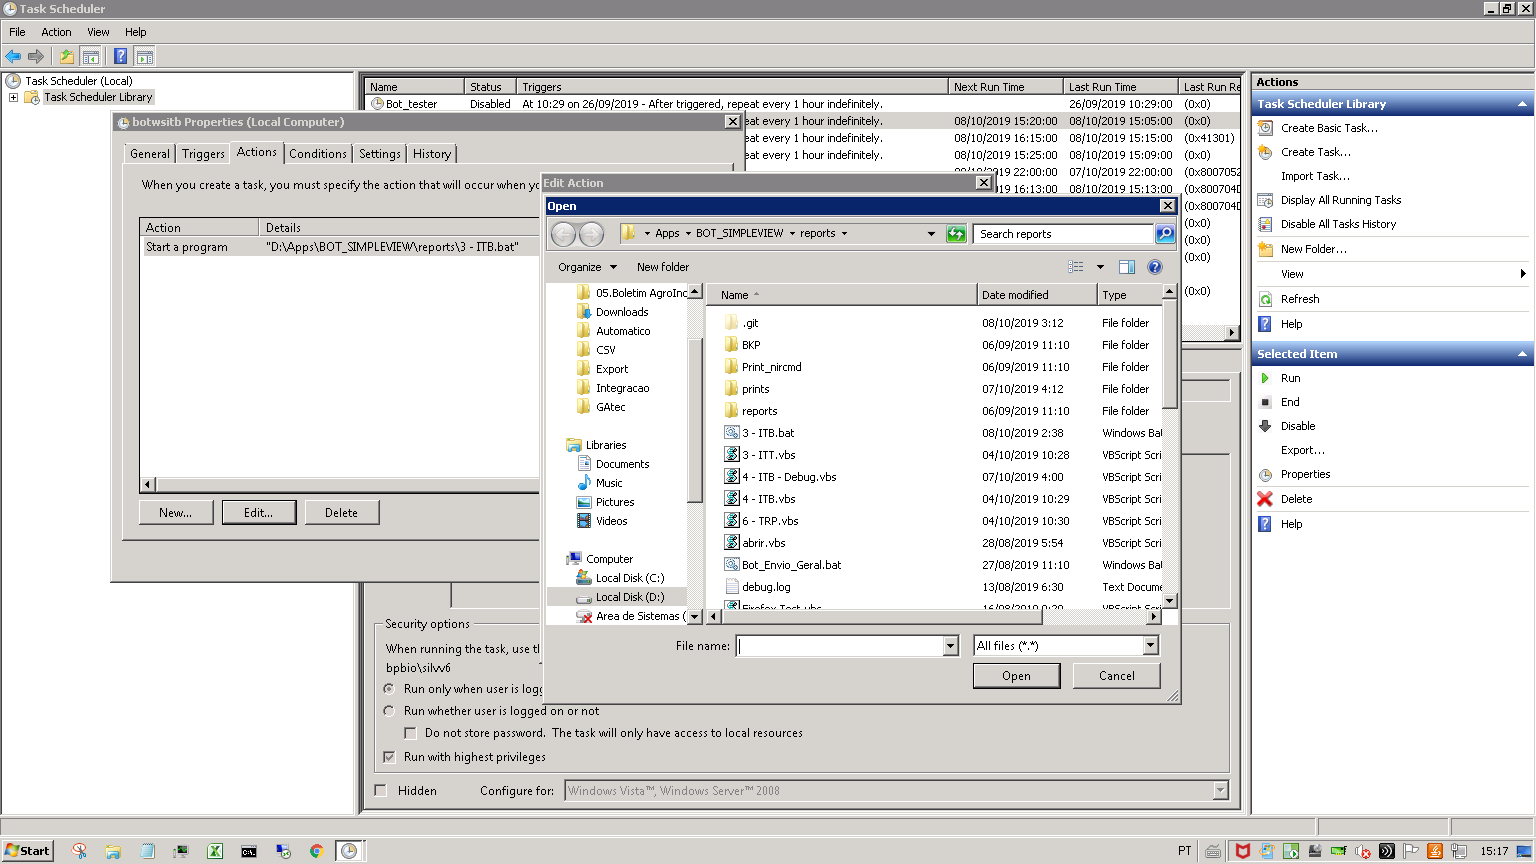 Task Scheduler
File Action View Help
Task Scheduler (Local)
Task Scheduler Library
Name Status Triggers Next Run Time Last Run Time Last Run Re
Bot_tester Disabled At 10:29 on 26/09/2019 - After triggered, repeat every 1 hour indefinitely. 26/09/2019 10:29:00 (0x0)
eat every 1 hour indefinitely. 08/10/2019 15:20:00 08/10/2019 15:05:00 (0x0)
eat every 1 hour indefinitely. 08/10/2019 16:15:00 08/10/2019 15:15:00 (0x41301)
eat every 1 hour indefinitely. 08/10/2019 15:25:00 08/10/2019 15:09:00 (0x0)
22:00:00 07/10/2019 22:00:00 (0x8007052
16:13:00 08/10/2019 15:13:00 (0x800704D
(0x800704D
(0x0)
(0x0)
(0x0)
(0x0)
botwsitb Properties (Local Computer)
General Triggers Actions Conditions Settings History
When you create a task, you must specify the action that will occur when yo
Action Details
Start a program "D:\Apps\BOT_SIMPLEVIEW\reports\3 - ITB.bat"
New... Edit... Delete
Edit Action
Open
Apps BOT_SIMPLEVIEW reports
Search reports
Organize New folder
05.Boletim AgroInd
Downloads
Automatico
CSV
Export
Integracao
GAtec
Libraries
Documents
Music
Pictures
Videos
Computer
Local Disk (C:)
Local Disk (D:)
Area de Sistemas (
Name Date modified Type
.git 08/10/2019 3:12 File folder
BKP 06/09/2019 11:10 File folder
Print_nircmd 06/09/2019 11:10 File folder
prints 07/10/2019 4:12 File folder
reports 06/09/2019 11:10 File folder
3 - ITB.bat 08/10/2019 2:38 Windows Bat
3 - ITT.vbs 04/10/2019 10:28 VBScript Scri
4 - ITB - Debug.vbs 07/10/2019 4:00 VBScript Scri
4 - ITB.vbs 04/10/2019 10:29 VBScript Scri
6 - TRP.vbs 04/10/2019 10:30 VBScript Scri
abrir.vbs 28/08/2019 5:54 VBScript Scri
Bot_Envio_Geral.bat 27/08/2019 11:10 Windows Bat
debug.log 13/08/2019 6:30 Text Docume
Firefox Test.vbs 16/08/2019 9:20 VBScript Scri
File name: All files (*.*)
Open Cancel
Security options
When running the task, use th
bpbio\silvv6
Run only when user is logg
Run whether user is logged on or not
Do not store password. The task will only have access to local resources
Run with highest privileges
Hidden Configure for: Windows Vista™, Windows Server™ 2008
Actions
Task Scheduler Library
Create Basic Task...
Create Task...
Import Task...
Display All Running Tasks
Disable All Tasks History
New Folder...
View
Refresh
Help
Selected Item
Run
End
Disable
Export...
Properties
Delete
Help
Start PT 15:17